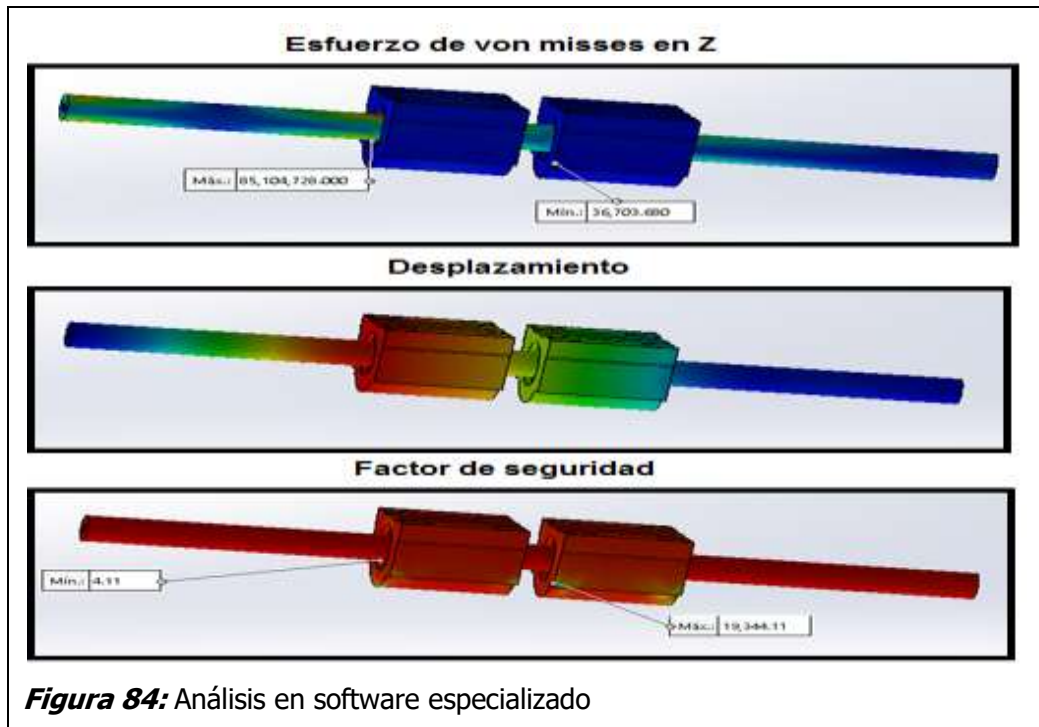 Esfuerzo de von misses en Z
Máx.: 85,104,728.000
Mín.: 36,703.680
Desplazamiento
Factor de seguridad
Mín.: 4.11
Máx.: 19,344.11
Figura 84: Análisis en software especializado